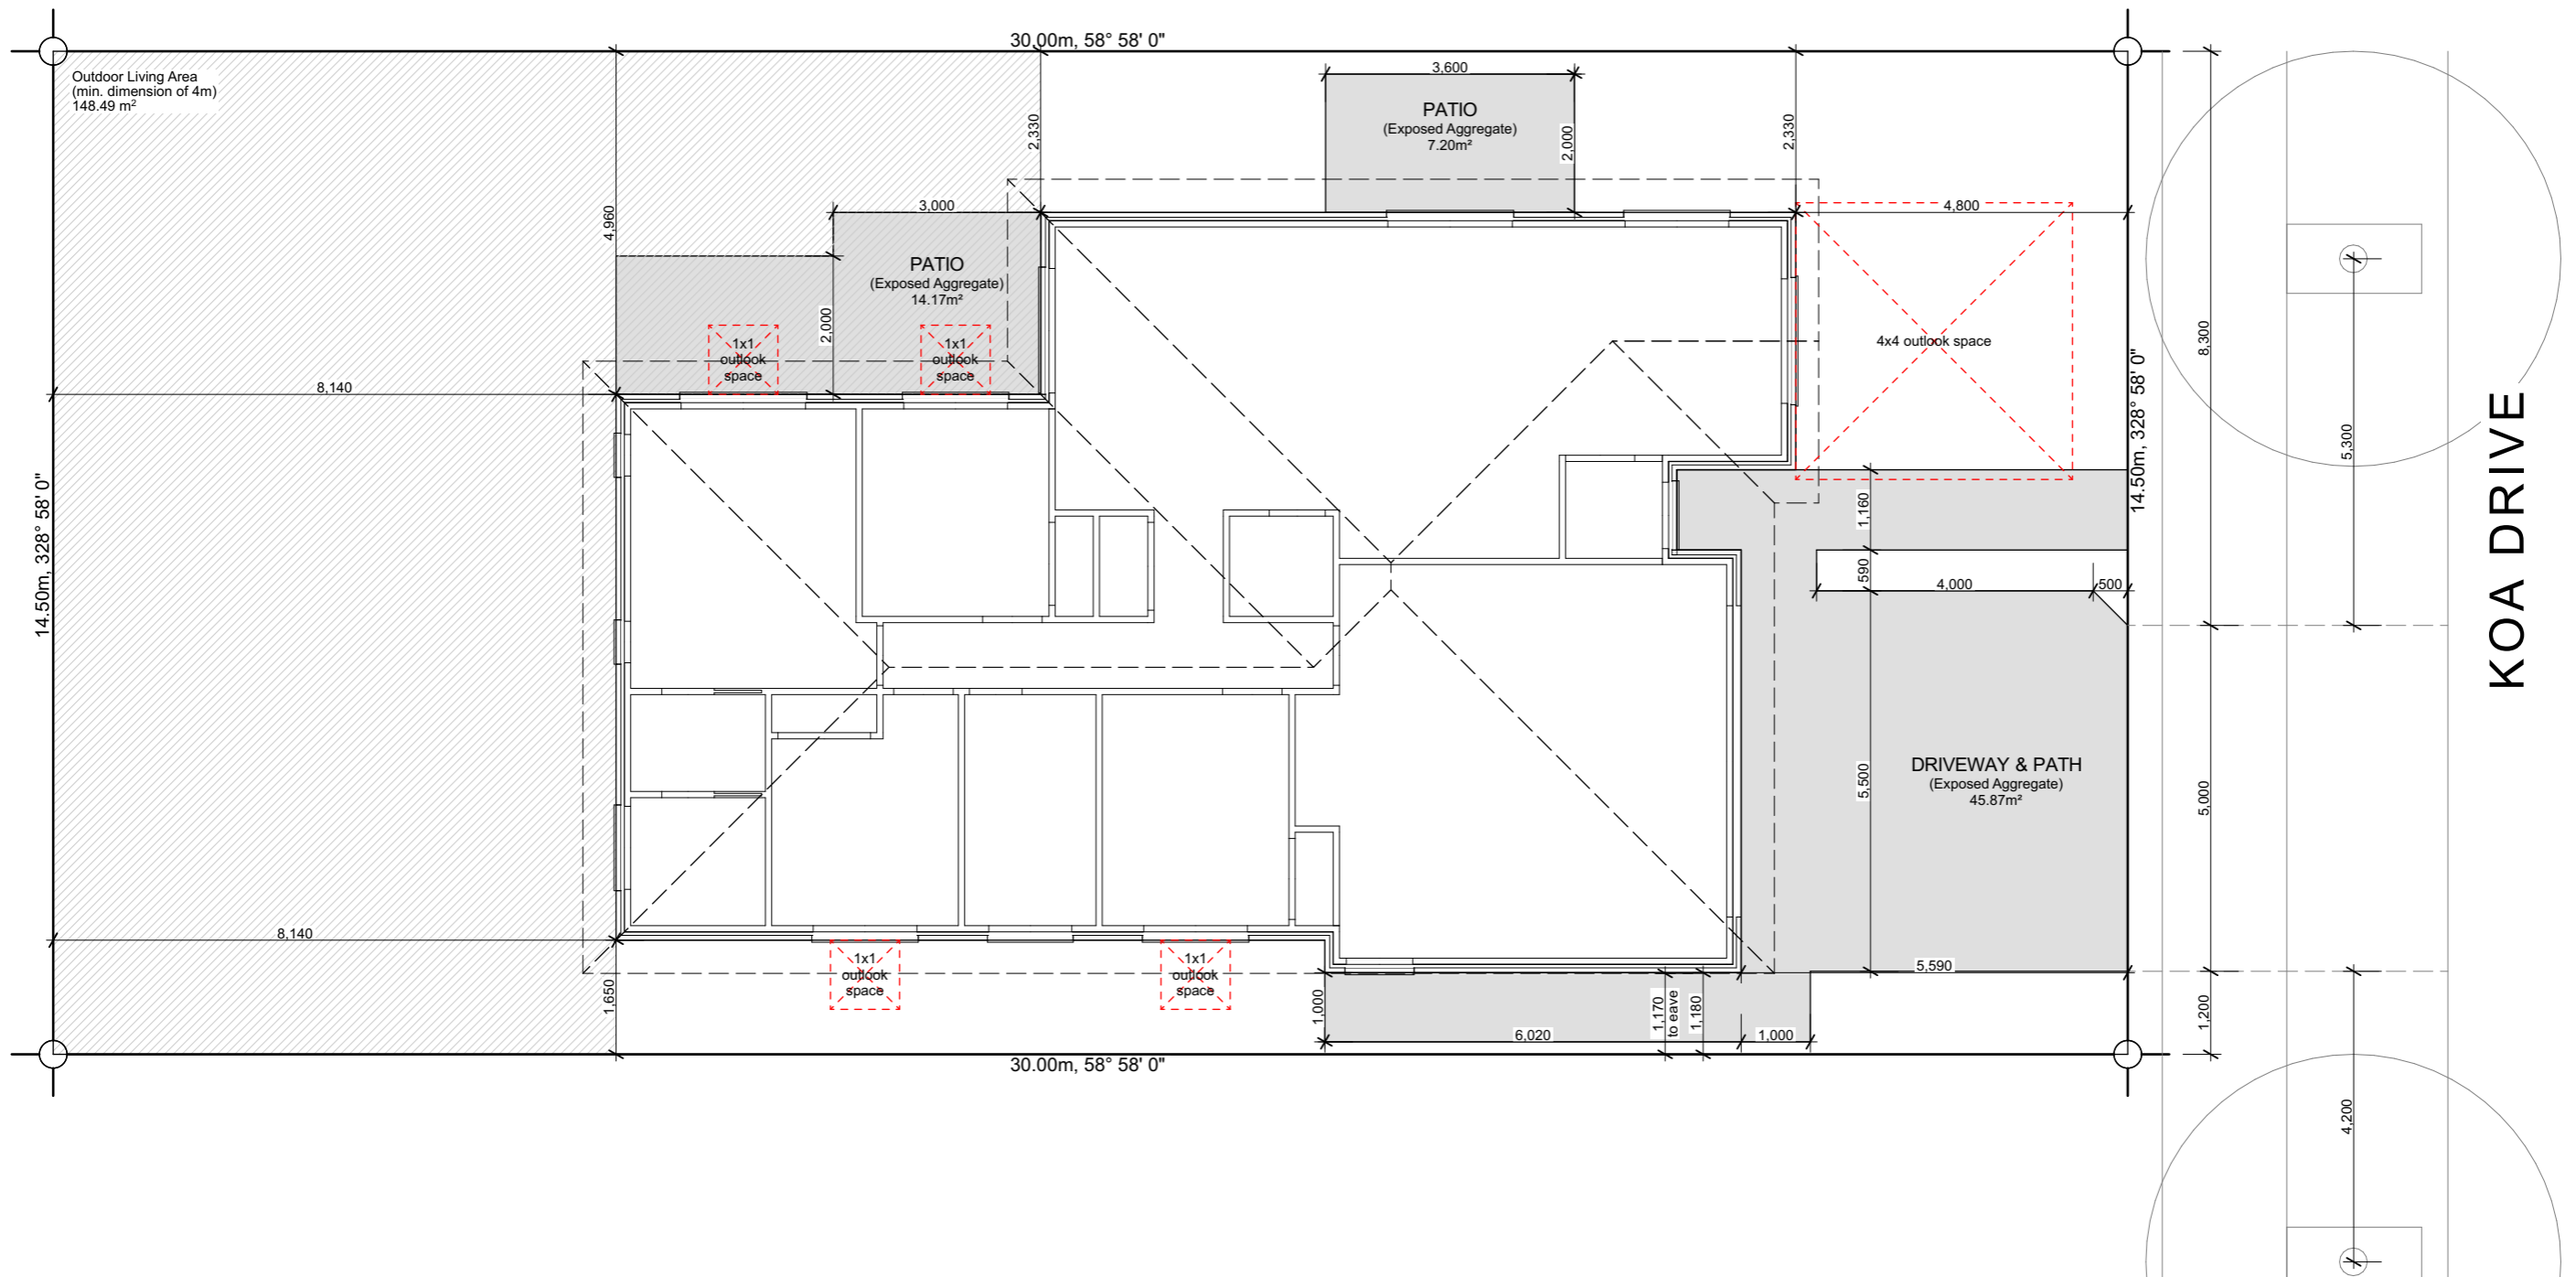 30.00m, 58° 58' 0"
Outdoor Living Area
(min. dimension of 4m)
148.49 m²
3,600
PATIO
(Exposed Aggregate)
7.20m²
2,330
2,000
2,330
4,960
3,000
4,800
PATIO
(Exposed Aggregate)
14.17m²
2,000
1x1
outlook
space
1x1
outlook
space
4x4 outlook space
8,300
14.50m, 328° 58' 0"
5,300
KOA DRIVE
8,140
14.50m, 328° 58' 0"
1,160
590
4,000
500
5,500
DRIVEWAY & PATH
(Exposed Aggregate)
45.87m²
5,000
8,140
1x1
outlook
space
1x1
outlook
space
5,590
1,650
1,000
1,170
to eave
1,180
1,200
6,020
1,000
30.00m, 58° 58' 0"
4,200